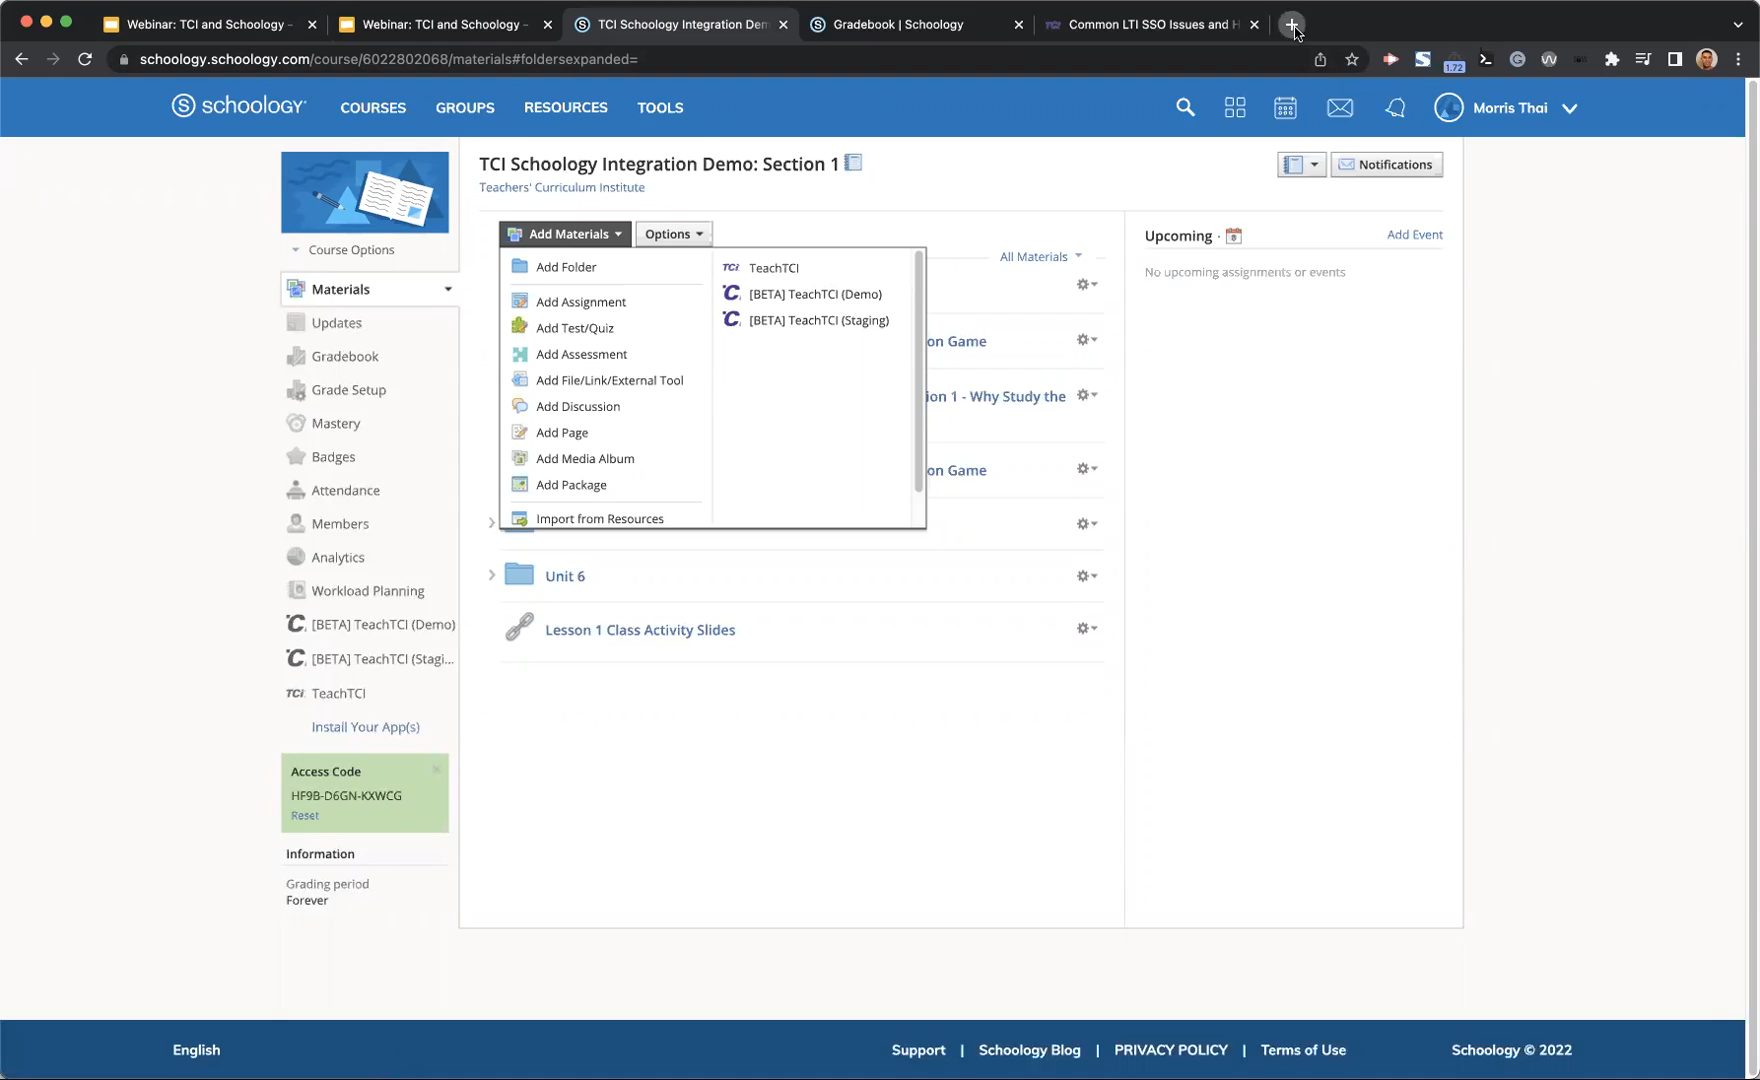 Webinar: TCI and Schoology -
Webinar: TCI and Schoology -
TCI Schoology Integration Dem
Gradebook | Schoology
Common LTI SSO Issues and H
schoology.schoology.com/course/6022802068/materials#foldersexpanded=
1.72
schoology
COURSES
GROUPS
RESOURCES
TOOLS
Morris Thai
TCI Schoology Integration Demo: Section 1
Teachers' Curriculum Institute
Notifications
Course Options
Materials
Updates
Gradebook
Grade Setup
Mastery
Badges
Attendance
Members
Analytics
Workload Planning
[BETA] TeachTCI (Demo)
[BETA] TeachTCI (Stagi...
TeachTCI
Install Your App(s)
Access Code
HF9B-D6GN-KXWCG
Reset
Information
Grading period
Forever
Add Materials
Options
All Materials
Add Folder
Add Assignment
Add Test/Quiz
Add Assessment
Add File/Link/External Tool
Add Discussion
Add Page
Add Media Album
Add Package
Import from Resources
TCi TeachTCI
[BETA] TeachTCI (Demo)
[BETA] TeachTCI (Staging)
on Game
ion 1 - Why Study the
on Game
Unit 6
Lesson 1 Class Activity Slides
Upcoming ·
Add Event
No upcoming assignments or events
English
Support | Schoology Blog | PRIVACY POLICY | Terms of Use
Schoology © 2022